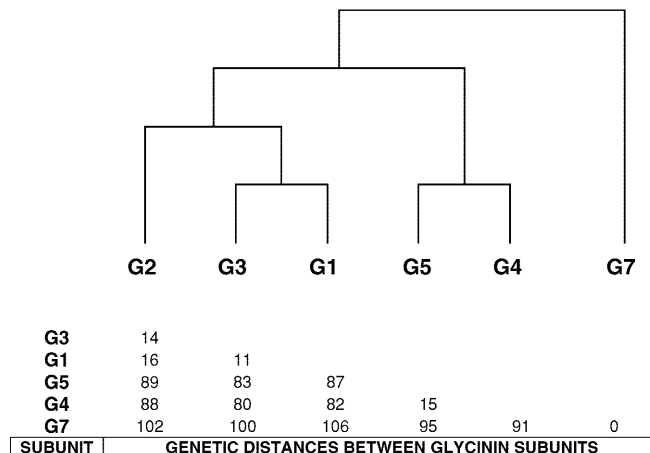 G2 G3 G1 G5 G4 G7
G3 14
G1 16 11
G5 89 83 87
G4 88 80 82 15
G7 102 100 106 95 91 0
SUBUNIT GENETIC DISTANCES BETWEEN GLYCININ SUBUNITS